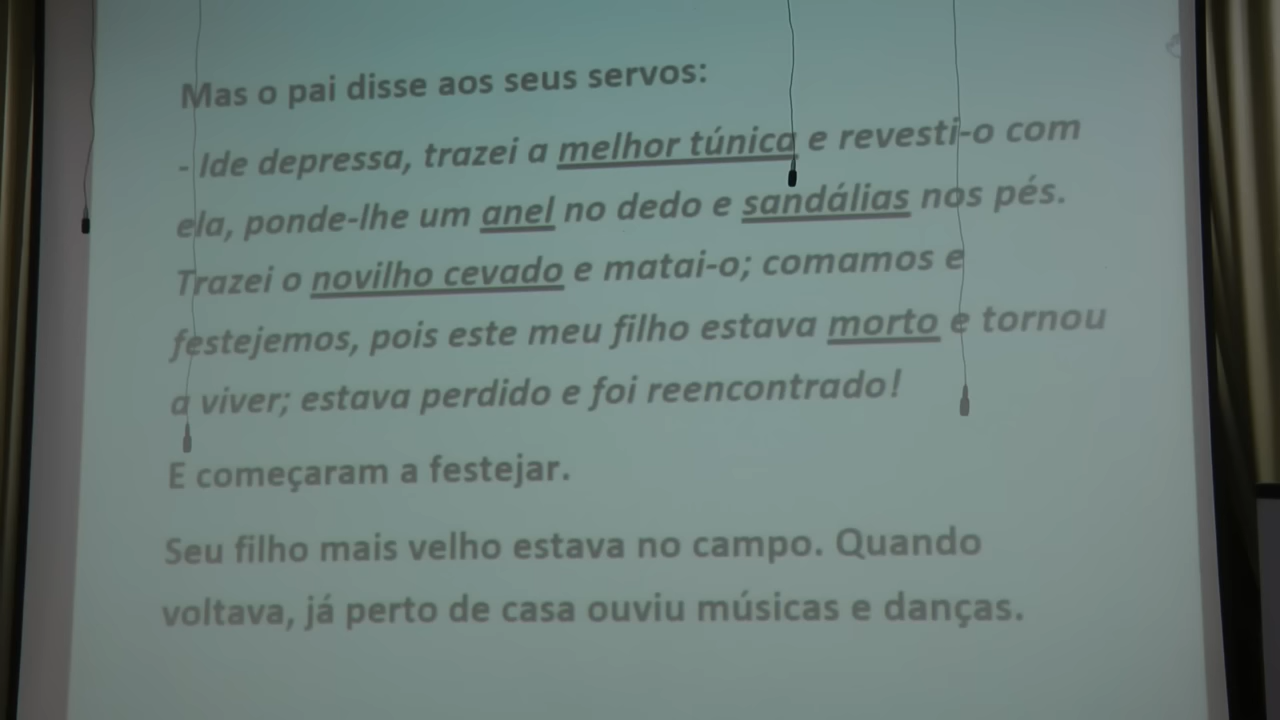 Mas o pai disse aos seus servos:
- Ide depressa, trazei a melhor túnica e revesti-o com
ela, ponde-lhe um anel no dedo e sandálias nos pés.
Trazei o novilho cevado e matai-o; comamos e
festejemos, pois este meu filho estava morto e tornou
a viver; estava perdido e foi reencontrado!
E começaram a festejar.
Seu filho mais velho estava no campo. Quando
voltava, já perto de casa ouviu músicas e danças.